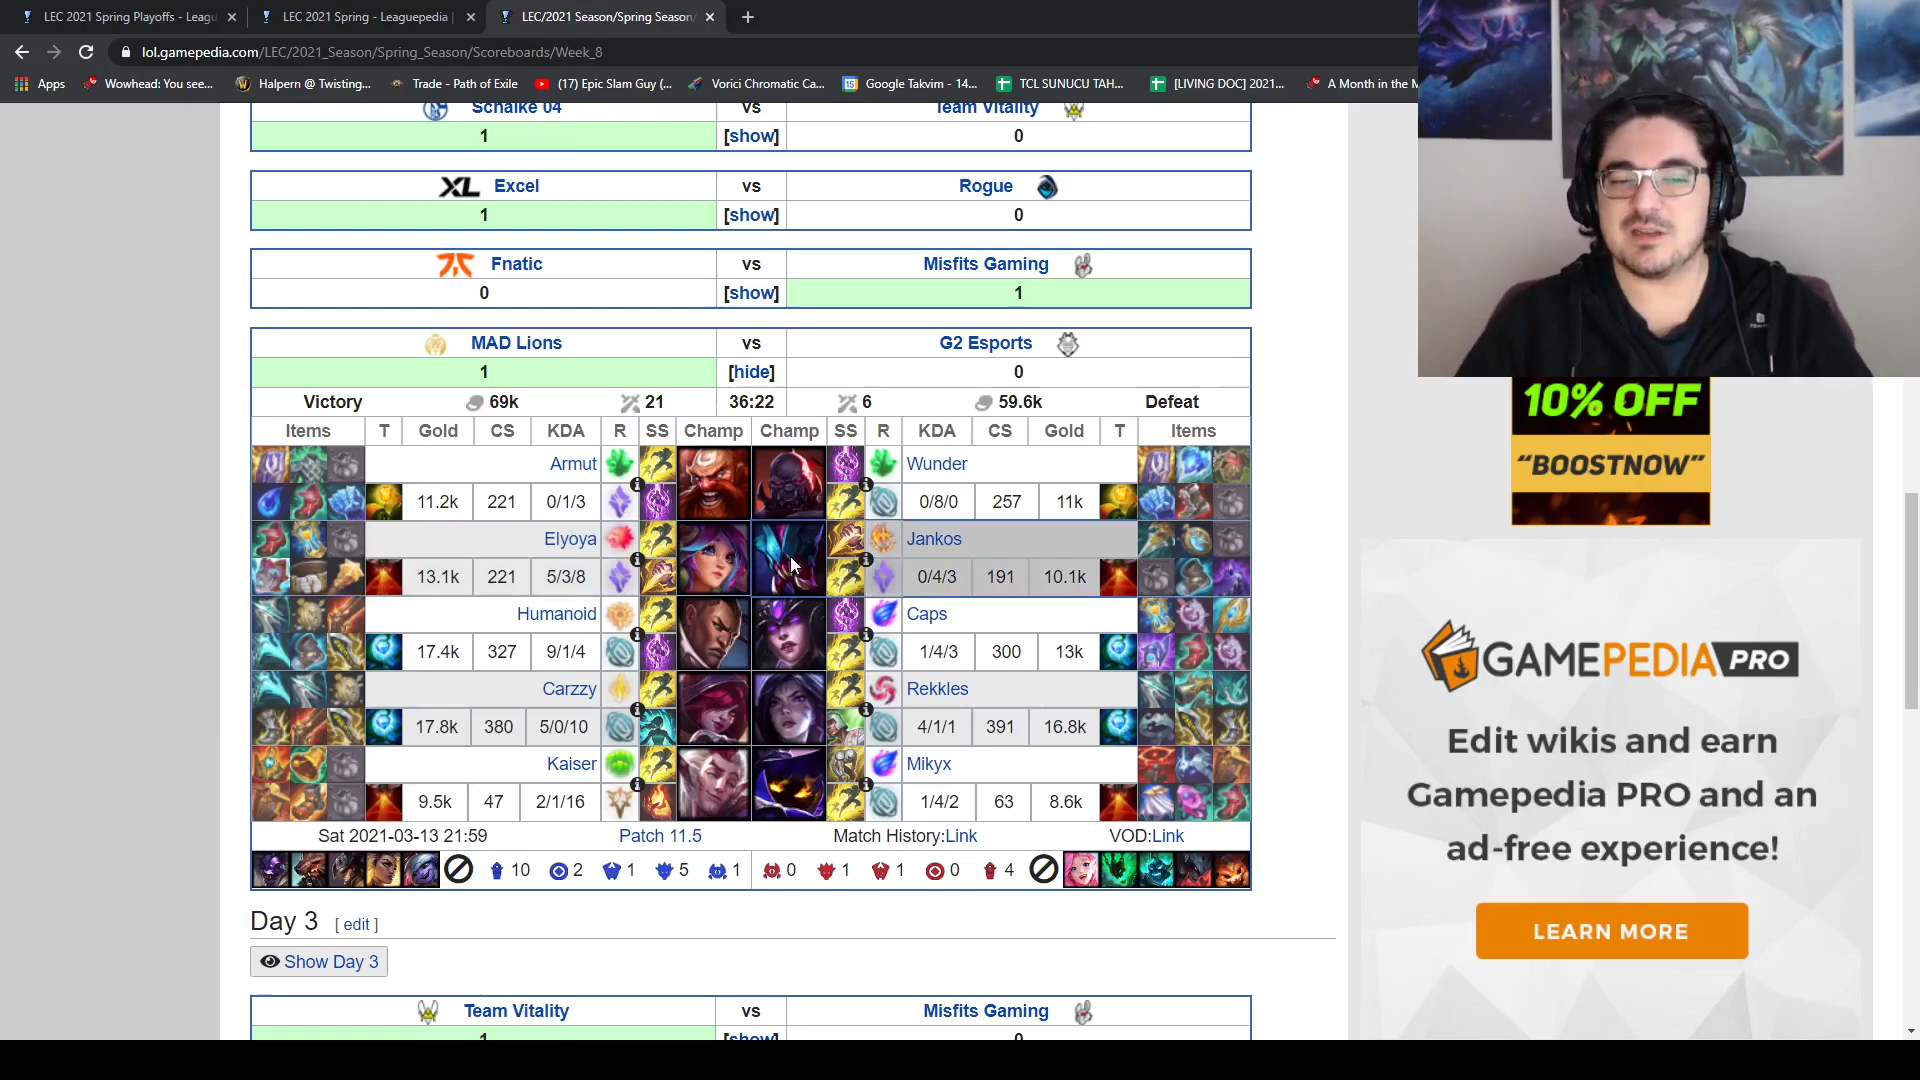 LEC 2021 Spring Playoffs - Leagu
LEC 2021 Spring - Leaguepedia |
LEC/2021 Season/Spring Season/
lol.gamepedia.com/LEC/2021_Season/Spring_Season/Scoreboards/Week_8
Apps Wowhead: You see... Halpern @ Twisting... Trade - Path of Exile (17) Epic Slam Guy (... Vorici Chromatic Ca... Google Takvim - 14... TCL SUNUCU TAH... [LIVING DOC] 2021... A Month in the M
Schalke 04 vs Team Vitality
1 [show] 0
XL Excel vs Rogue
1 [show] 0
Fnatic vs Misfits Gaming
0 [show] 1
MAD Lions vs G2 Esports
1 [hide] 0
Victory 69k 21 36:22 6 59.6k Defeat
Items T Gold CS KDA R SS Champ Champ SS R KDA CS Gold T Items
Armut Wunder
11.2k 221 0/1/3 0/8/0 257 11k
Elyoya Jankos
13.1k 221 5/3/8 0/4/3 191 10.1k
Humanoid Caps
17.4k 327 9/1/4 1/4/3 300 13k
Carzzy Rekkles
17.8k 380 5/0/10 4/1/1 391 16.8k
Kaiser Mikyx
9.5k 47 2/1/16 1/4/2 63 8.6k
Sat 2021-03-13 21:59 Patch 11.5 Match History:Link VOD:Link
10 2 1 5 1 0 1 1 0 4
Day 3 [ edit ]
Show Day 3
Team Vitality vs Misfits Gaming
1 [show] 0
10% OFF
"BOOSTNOW"
GAMEPEDIA PRO
Edit wikis and earn
Gamepedia PRO and an
ad-free experience!
LEARN MORE